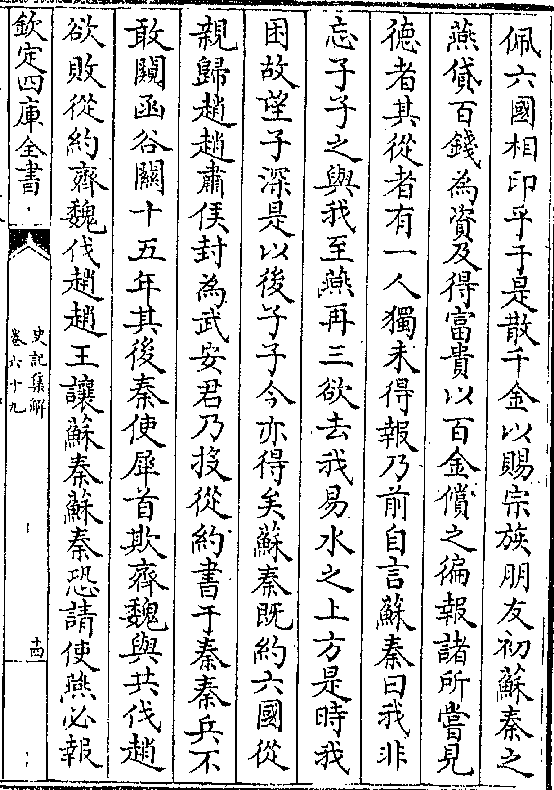 佩六國相印乎于是散千金以賜宗族朋友初蘇秦之
燕貸百錢為資及得富貴以百金償之徧報諸所嘗見
徳者其從者有一人獨未得報乃前自言蘇秦曰我非
忘子子之與我至燕再三欲去我易水之上方是時我
困故望子深是以後子子今亦得矣蘇秦既約六國從
親歸趙趙肅侯封為武安君乃投從約書于秦秦兵不
敢闚函谷關十五年其後秦使犀首欺齊魏與共伐趙
欲敗從約齊魏伐趙趙王讓蘇秦蘇秦恐請使燕必報
欽定四庫全書
史記集解
卷六十九
十四